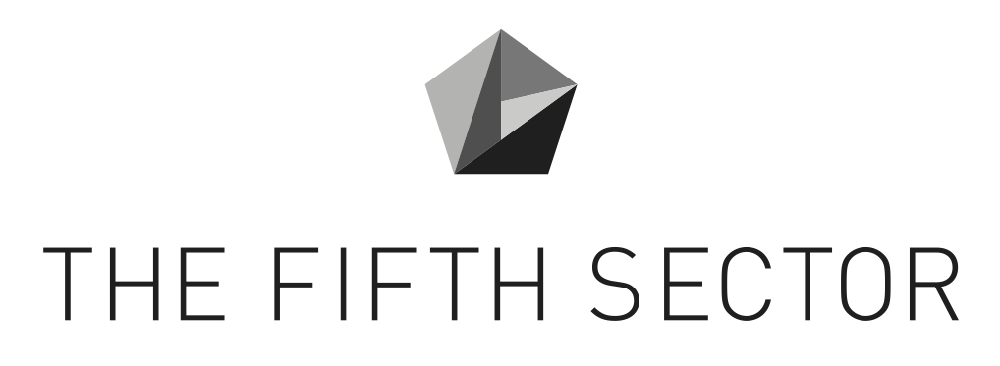 THE FIFTH SECTOR